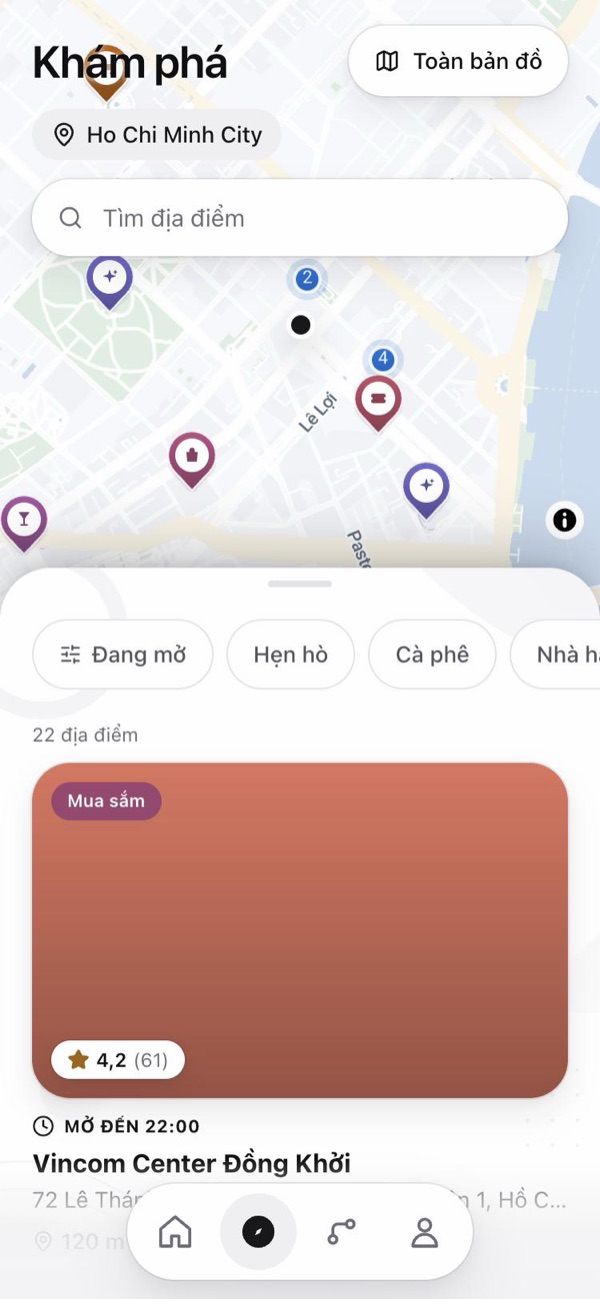 Khám phá
Toàn bản đồ
Ho Chi Minh City
Tìm địa điểm
2
4
Lê Lợi
Đang mở
Hẹn hò
Cà phê
22 địa điểm
Mua sắm
4,2 (61)
MỞ ĐẾN 22:00
Vincom Center Đồng Khởi
72 Lê 1, Hồ C...
120 m